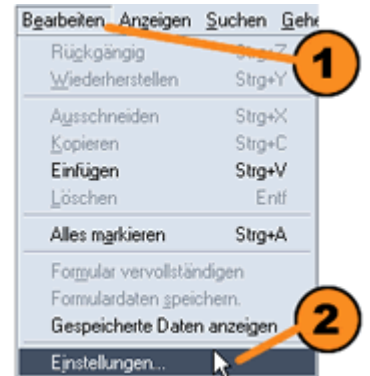 Bearbeiten Anzeigen Suchen Gehe
1
Rückgängig Strg+Z
Wiederherstellen Strg+Y
Ausschneiden Strg+X
Kopieren Strg+C
Einfügen Strg+V
Löschen Entf
Alles markieren Strg+A
Formular vervollständigen
Formulardaten speichern.
Gespeicherte Daten anzeigen
2
Einstellungen...